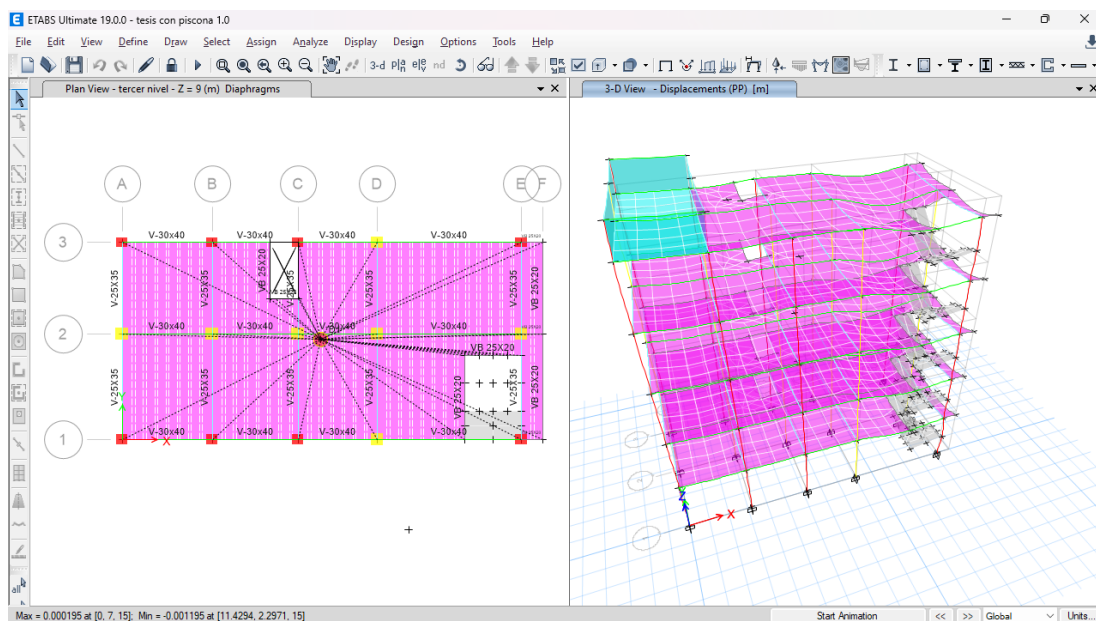 ETABS Ultimate 19.0.0 - tesis con piscona 1.0
File Edit View Define Draw Select Assign Analyze Display Design Options Tools Help
3-d pla n ele v nd
Plan View - tercer nivel - Z = 9 (m) Diaphragms
3-D View - Displacements (PP) [m]
A B C D E F
3
V-30x40 V-30x40 V-30x40 V-30x40
V-25X35 V-25X35 VB 25X20 V-25X35 V-25X35 VB 25X20
2
V-30x40 V-30x40 V-30x40 V-30x40
VB 25X20
V-25X35 V-25X35 V-25X35 VB 25X20 V-25X35 VB 25X20
1
V-30x40 V-30x40 V-30x40 V-30x40
X
Z
X
all
Max = 0.000195 at [0, 7, 15]; Min = -0.001195 at [11.4294, 2.2971, 15]
Start Animation << >> Global Units...